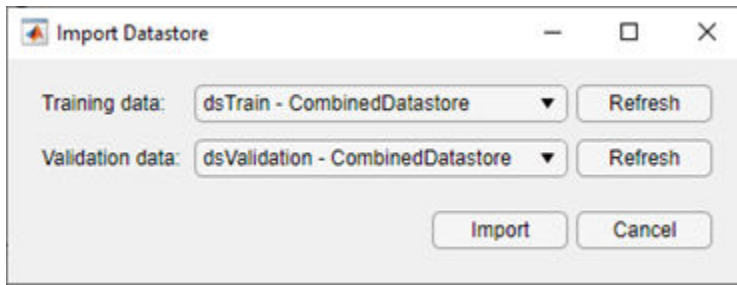 Import Datastore
Training data: dsTrain - CombinedDatastore Refresh
Validation data: dsValidation - CombinedDatastore Refresh
Import Cancel